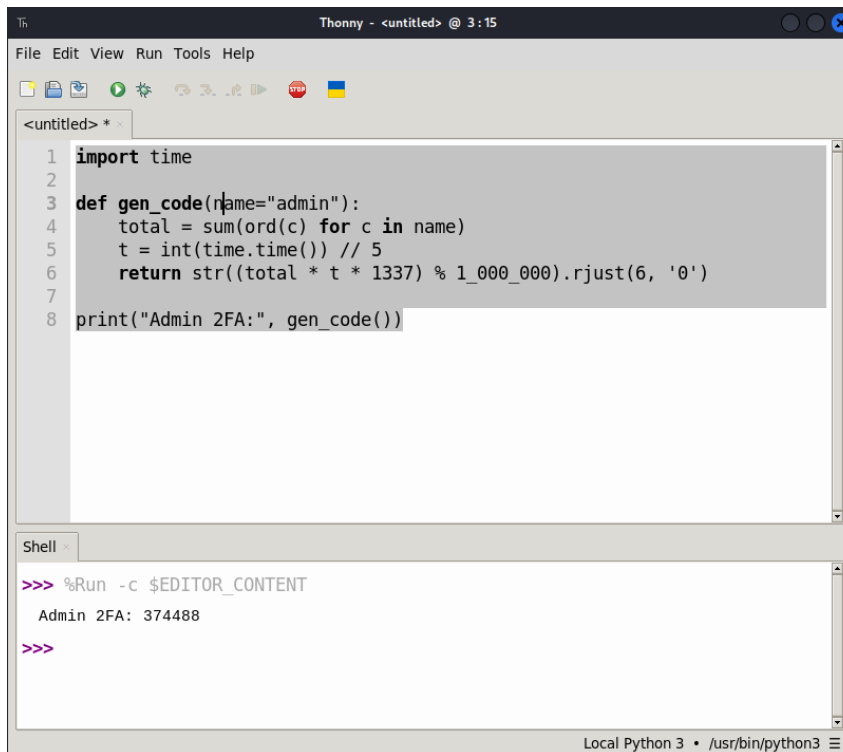 Th Thonny - <untitled> @ 3:15
File Edit View Run Tools Help
STOP
<untitled> * ×
1 import time
2
3 def gen_code(name="admin"):
4     total = sum(ord(c) for c in name)
5     t = int(time.time()) // 5
6     return str((total * t * 1337) % 1_000_000).rjust(6, '0')
7
8 print("Admin 2FA:", gen_code())
Shell ×
>>> %Run -c $EDITOR_CONTENT
Admin 2FA: 374488
>>>
Local Python 3 • /usr/bin/python3 ☰